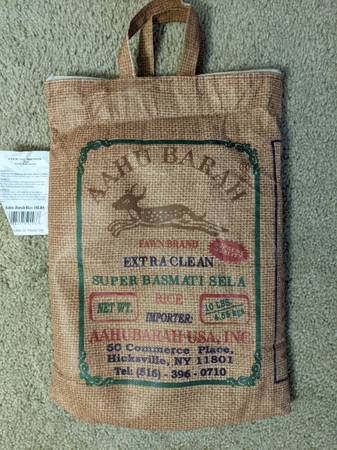 AAHU BARAH
FAWN BRAND
EXTRA CLEAN
SUPER BASMATI SELA
RICE
NET WT.
10 LBS.
IMPORTER:
AAHUBARAH USA, INC
50 Commerce Place,
Hicksville, NY 11801
Tel: (516) - 396 - 0710
Aahu Barah Rice 10LBS